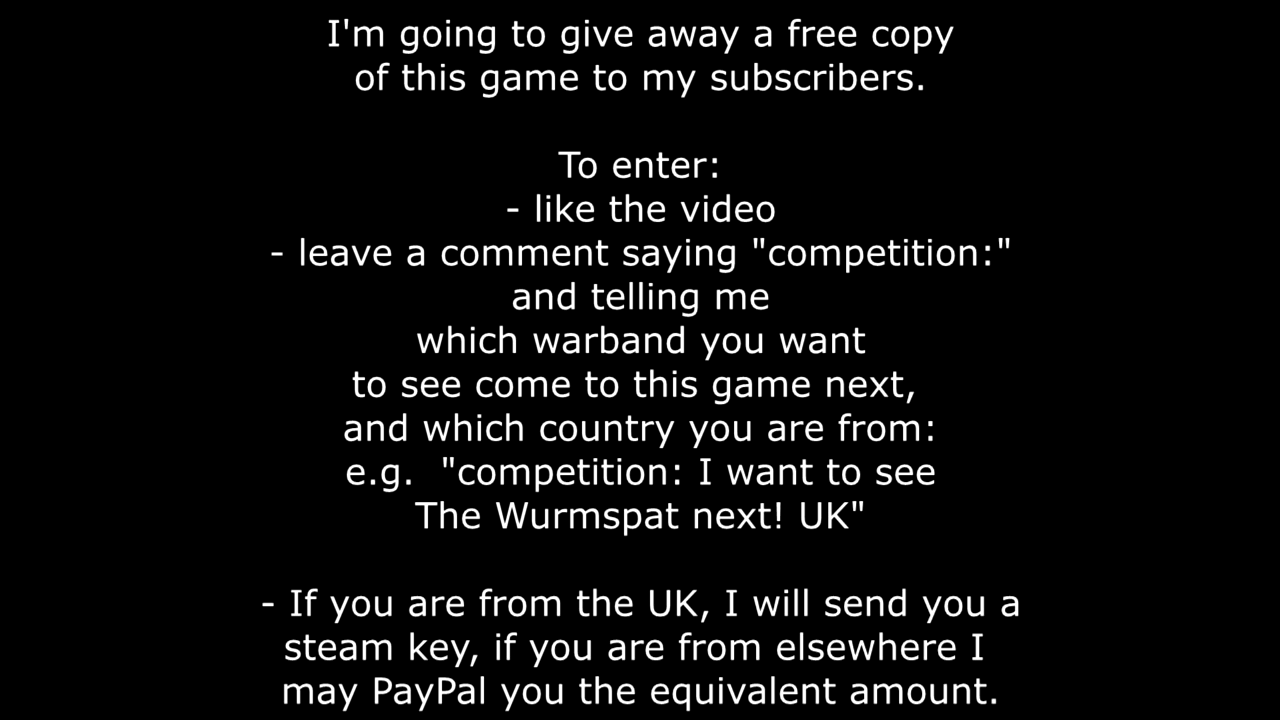 I'm going to give away a free copy
of this game to my subscribers.
To enter:
- like the video
- leave a comment saying "competition:"
and telling me
which warband you want
to see come to this game next,
and which country you are from:
e.g.  "competition: I want to see
The Wurmspat next! UK"
- If you are from the UK, I will send you a
steam key, if you are from elsewhere I
may PayPal you the equivalent amount.